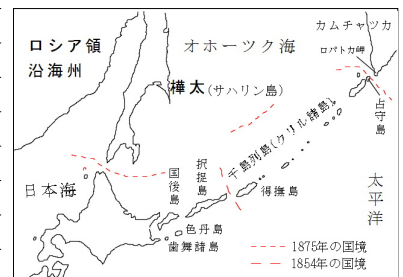 カムチャツカ
ロパトカ岬
ロシア領
沿海州
オホーツク海
樺太(サハリン島)
占守島
千島列島(クリル諸島)
択捉島
国後島
得撫島
日本海
太平洋
色丹島
歯舞諸島
1875年の国境
1854年の国境